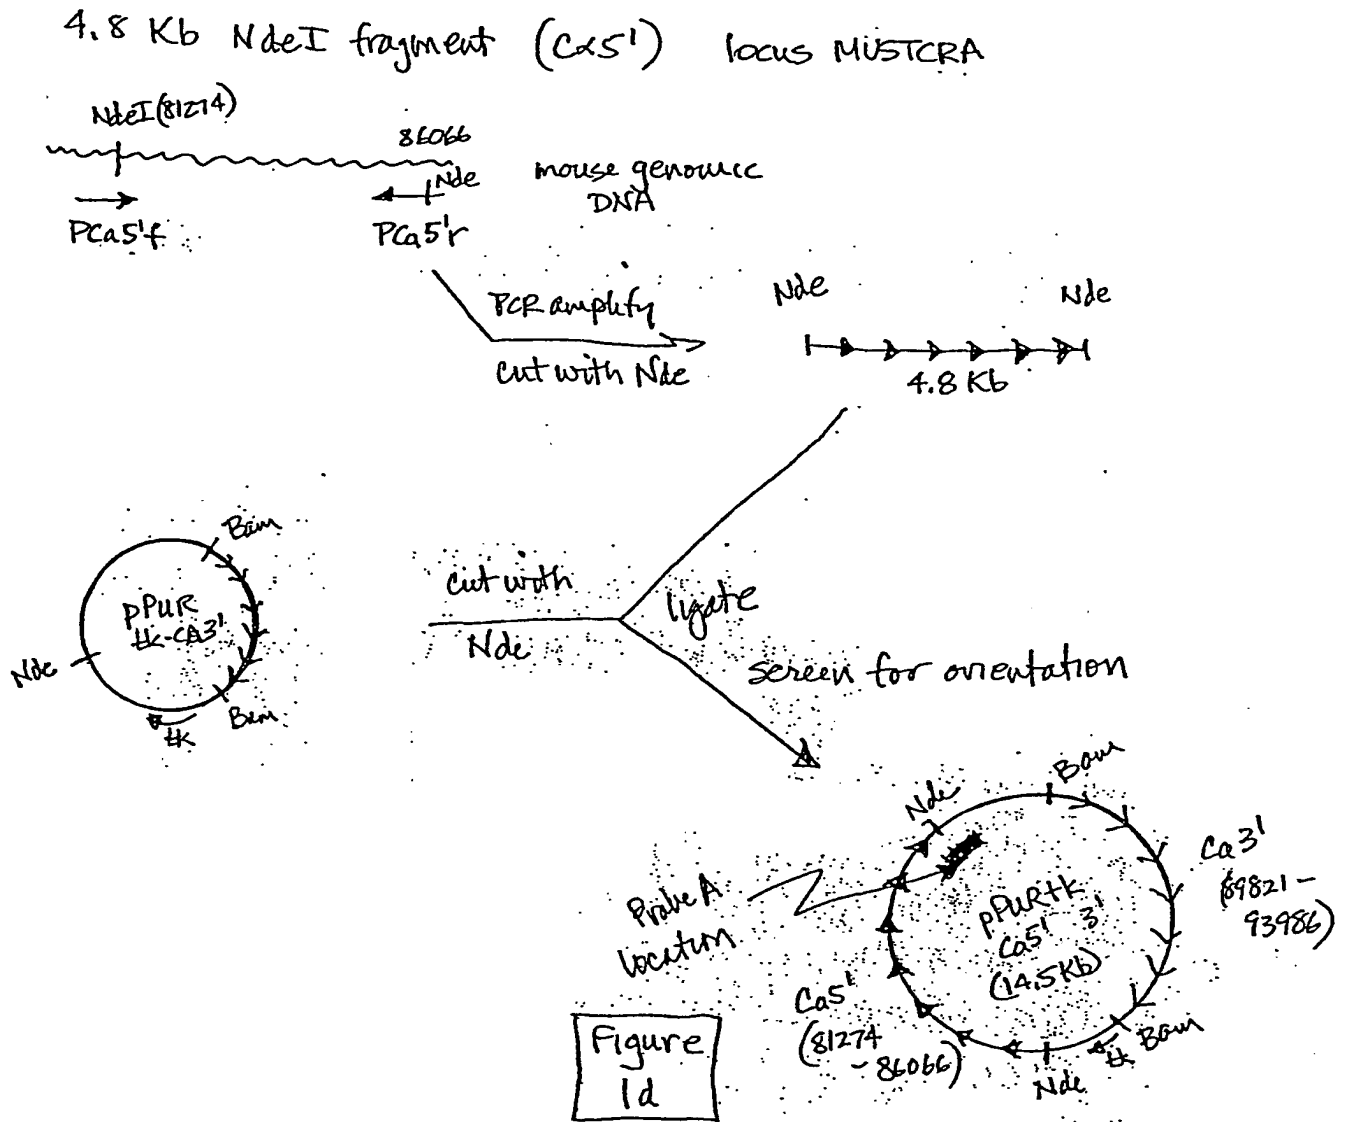 4.8 Kb NdeI fragment (Cα5') locus MUSTCRA
NdeI(81274)
86066
Nde
mouse genomic
DNA
PCa5'f
PCa5'r
PCR amplify
cut with Nde
Nde
Nde
4.8 Kb
Bam
pPUR
tk-CA3'
Nde
Bam
tk
cut with
Nde
ligate
screen for orientation
Nde
Bam
Ca3'
(89821-
93986)
Probe A
location
pPURtk
Ca5' 3'
(14.5Kb)
Ca5'
(81274
-86066)
Bam
tk
Nde
Figure
1d